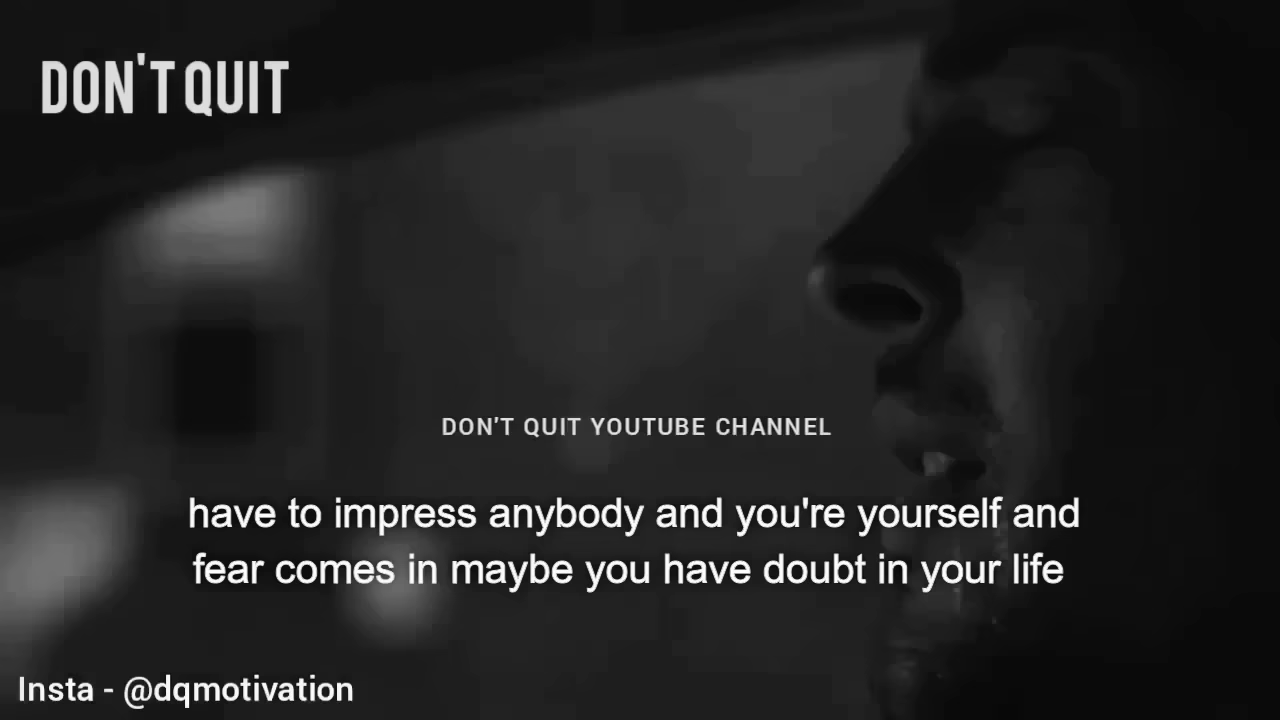 DON'T QUIT
DON'T QUIT YOUTUBE CHANNEL
have to impress anybody and you're yourself and
fear comes in maybe you have doubt in your life
Insta - @dqmotivation